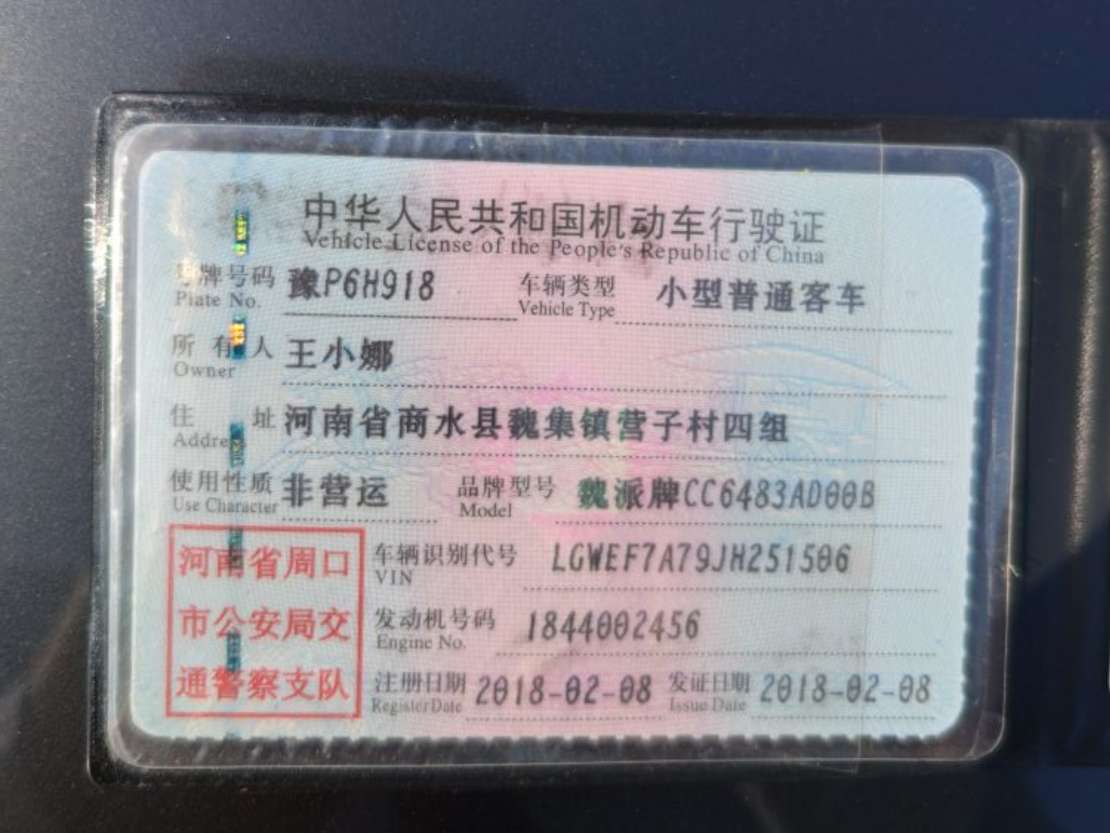 中华人民共和国机动车行驶证
Vehicle License of the People's Republic of China
号牌号码 豫P6H918 车辆类型 小型普通客车
Plate No. Vehicle Type
所有人 王小娜
Owner
住址 河南省商水县魏集镇营子村四组
Address
使用性质 非营运 品牌型号 魏派牌CC6483AD00B
Use Character Model
河南省周口 车辆识别代号 LGWEF7A79JH251506
VIN
市公安局交 发动机号码 1844002456
Engine No.
通警察支队 注册日期 2018-02-08 发证日期 2018-02-08
Register Date Issue Date